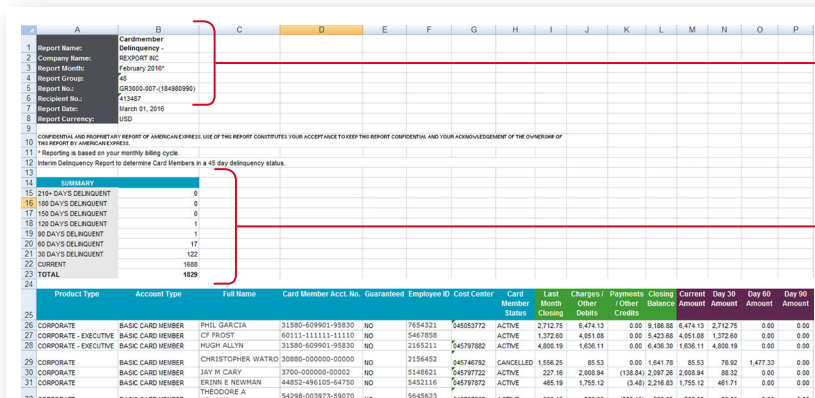 A B C D E F G H I J K L M N O P
1 Report Name: Cardmember Delinquency -
2 Company Name: REXPORT INC
3 Report Month: February 2016*
4 Report Group: 48
5 Report No.: GR3000-007-(184980990)
6 Recipient No.: 413487
7 Report Date: March 01, 2016
8 Report Currency: USD
9
10 CONFIDENTIAL AND PROPRIETARY REPORT OF AMERICAN EXPRESS. USE OF THIS REPORT CONSTITUTES YOUR ACCEPTANCE TO KEEP THIS REPORT CONFIDENTIAL AND YOUR ACKNOWLEDGEMENT OF THE OWNERSHIP OF
THIS REPORT BY AMERICAN EXPRESS.
11 * Reporting is based on your monthly billing cycle.
12 Interim Delinquency Report to determine Card Members in a 45 day delinquency status.
13
14 SUMMARY
15 210+ DAYS DELINQUENT 0
16 180 DAYS DELINQUENT 0
17 150 DAYS DELINQUENT 0
18 120 DAYS DELINQUENT 1
19 90 DAYS DELINQUENT 1
20 60 DAYS DELINQUENT 17
21 30 DAYS DELINQUENT 122
22 CURRENT 1688
23 TOTAL 1829
24
25 Product Type Account Type Full Name Card Member Acct. No. Guaranteed Employee ID Cost Center Card Member Status Last Month Closing Charges / Other Debits Payments / Other Credits Closing Balance Current Amount Day 30 Amount Day 60 Amount Day 90 Amount
26 CORPORATE BASIC CARD MEMBER PHIL GARCIA 31580-609901-95830 NO 7654321 045053772 ACTIVE 2,712.75 6,474.13 0.00 9,186.88 6,474.13 2,712.75 0.00 0.00
27 CORPORATE - EXECUTIVE BASIC CARD MEMBER CF FROST 60111-111111-11110 NO 5467858 ACTIVE 1,372.60 4,051.08 0.00 5,423.68 4,051.08 1,372.60 0.00 0.00
28 CORPORATE - EXECUTIVE BASIC CARD MEMBER HUGH ALLYN 31580-609901-95830 NO 2165211 045797882 ACTIVE 4,800.19 1,636.11 0.00 6,436.30 1,636.11 4,800.19 0.00 0.00
29 CORPORATE BASIC CARD MEMBER CHRISTOPHER WATRO 30880-000000-00000 NO 2156452 045746792 CANCELLED 1,556.25 85.53 0.00 1,641.78 85.53 78.92 1,477.33 0.00
30 CORPORATE BASIC CARD MEMBER JAY M CARY 3700-000000-00002 NO 5148621 045797722 ACTIVE 227.16 2,008.94 (138.84) 2,097.26 2,008.94 88.32 0.00 0.00
31 CORPORATE BASIC CARD MEMBER ERINN E NEWMAN 44852-496105-64750 NO 5452116 045797872 ACTIVE 465.19 1,755.12 (3.48) 2,216.83 1,755.12 461.71 0.00 0.00
THEODORE A 54298-003973-59070 5645623